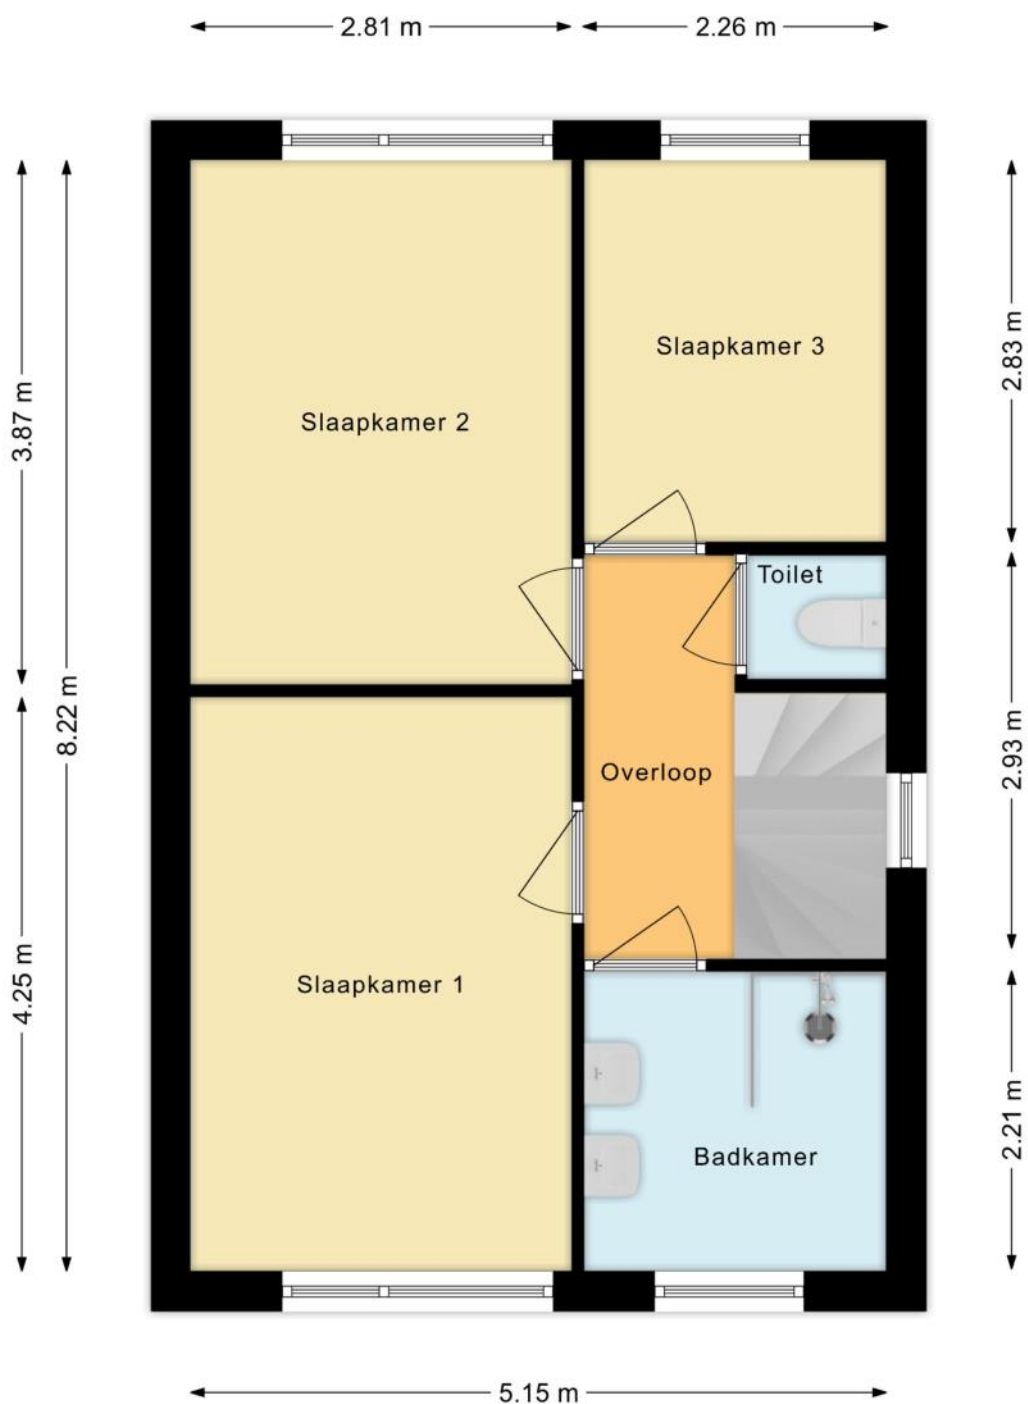 2.81 m
2.26 m
Slaapkamer 3
2.83 m
3.87 m
Slaapkamer 2
Toilet
8.22 m
2.93 m
Overloop
4.25 m
Slaapkamer 1
2.21 m
Badkamer
5.15 m